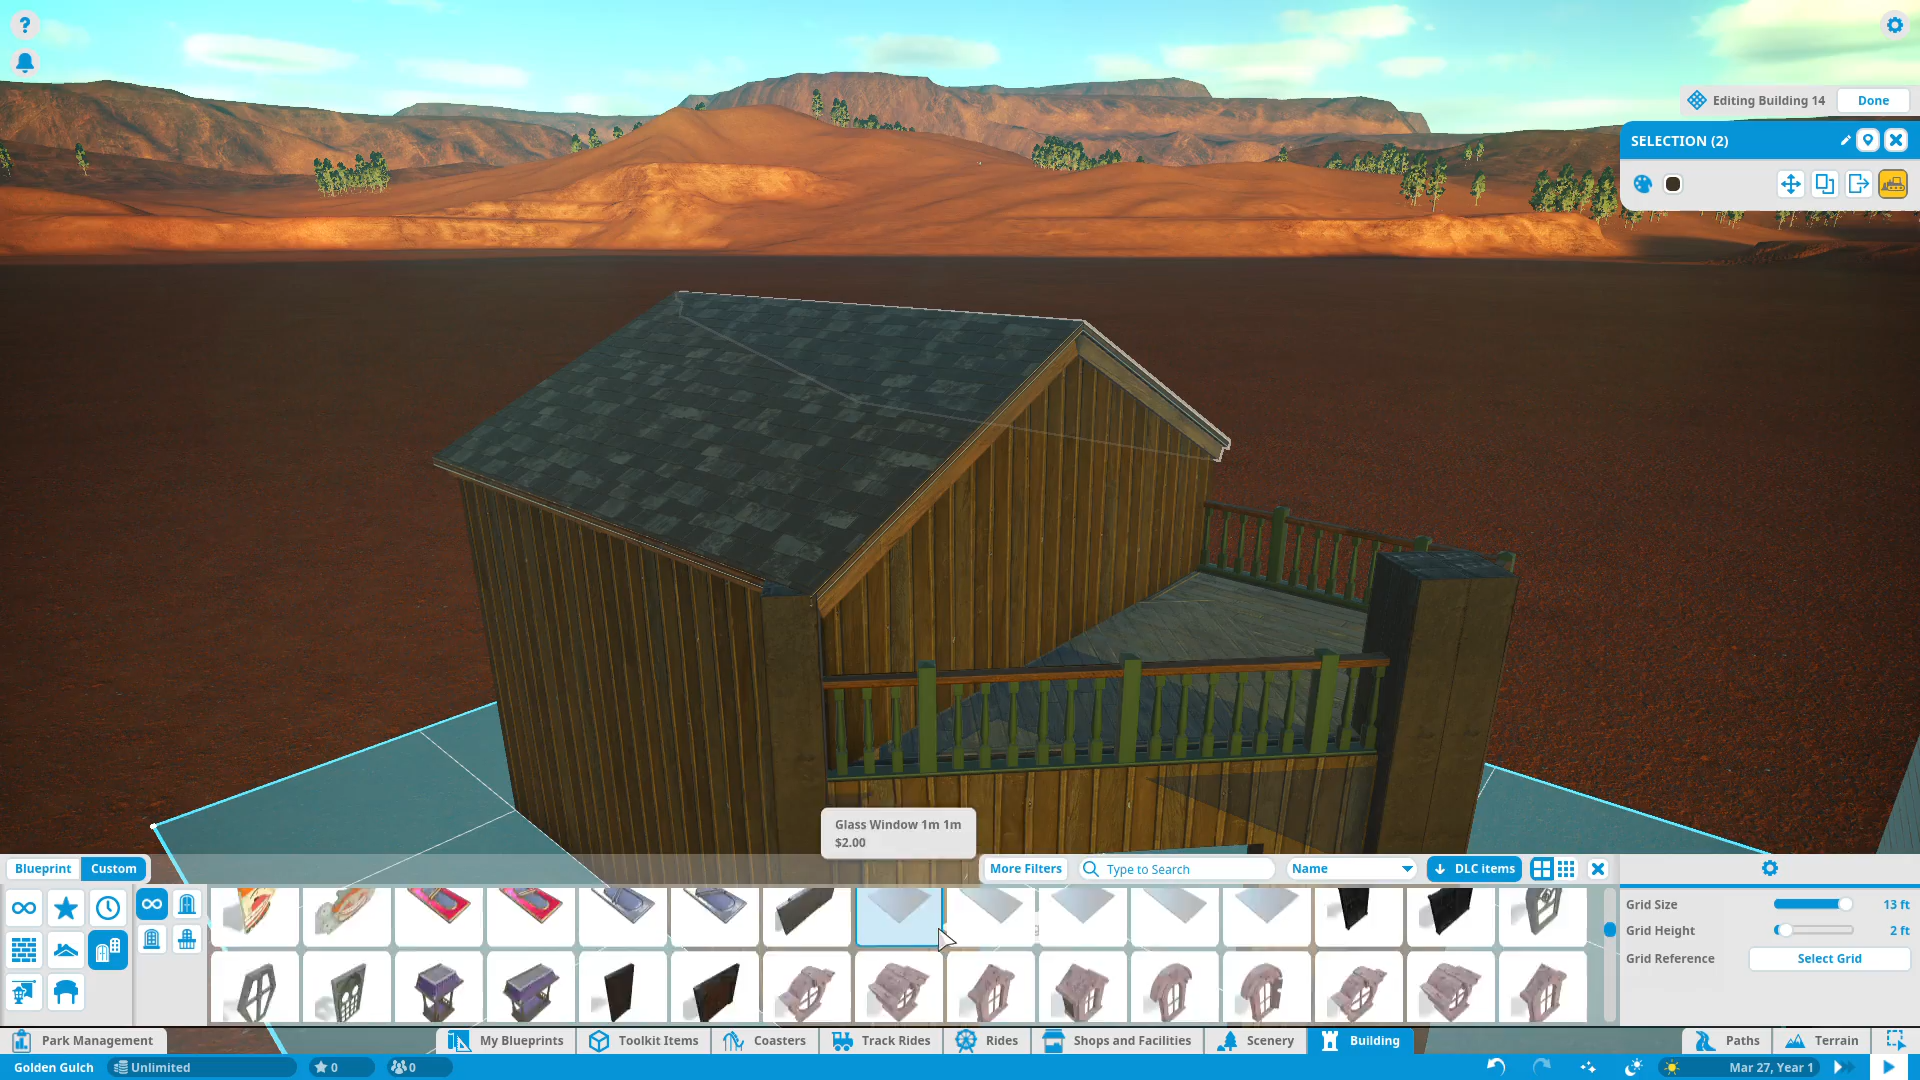 ?
Editing Building 14
Done
SELECTION (2)
Glass Window 1m 1m
$2.00
Blueprint
Custom
More Filters
Type to Search
Name
DLC items
Grid Size
13 ft
Grid Height
2 ft
Grid Reference
Select Grid
Park Management
My Blueprints
Toolkit Items
Coasters
Track Rides
Rides
Shops and Facilities
Scenery
Building
Paths
Terrain
Golden Gulch
Unlimited
0
0
Mar 27, Year 1